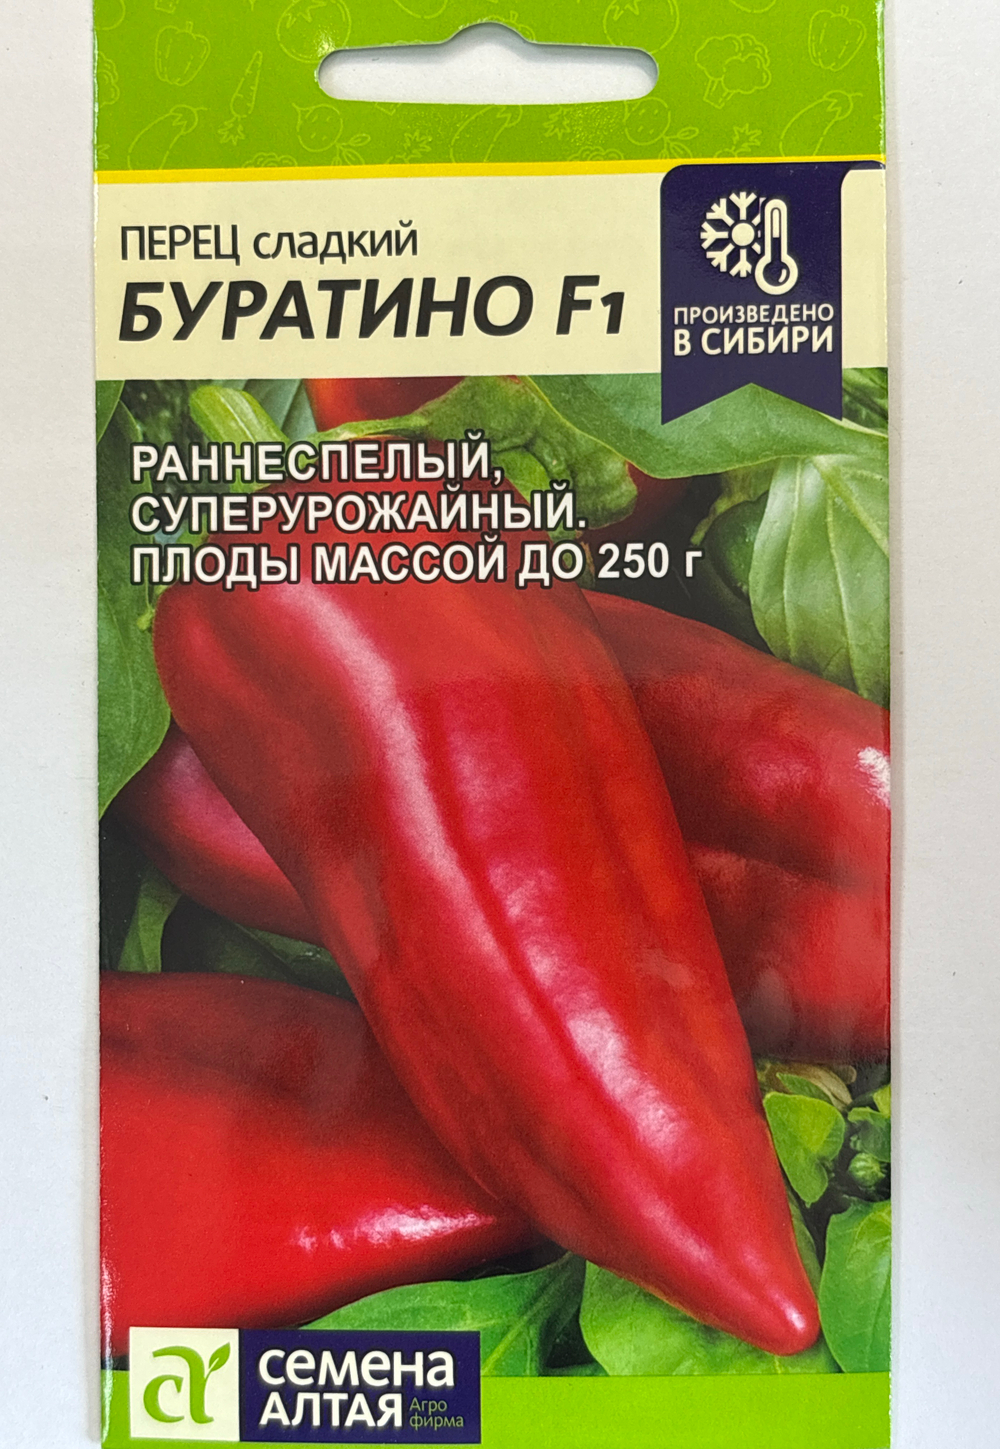 ПЕРЕЦ сладкий
БУРАТИНО F1
ПРОИЗВЕДЕНО
В СИБИРИ
РАННЕСПЕЛЫЙ,
СУПЕРУРОЖАЙНЫЙ.
ПЛОДЫ МАССОЙ ДО 250 г
семена
АЛТАЯ
Агро
фирма